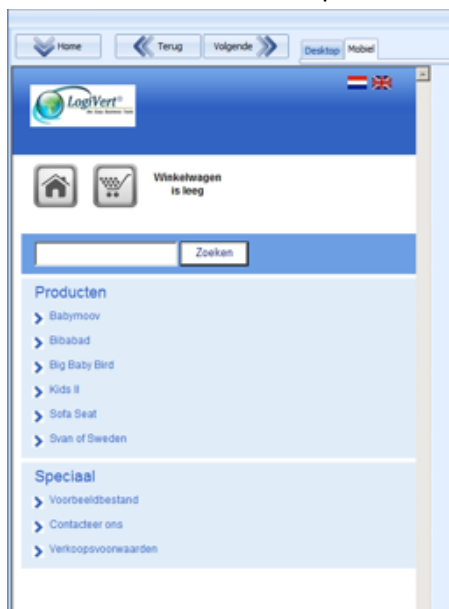 Home
Terug
Volgende
Desktop
Mobiel
LogiVert®
Winkelwagen
is leeg
Zoeken
Producten
Babymoov
Bibabad
Big Baby Bird
Kids II
Sofa Seat
Svan of Sweden
Speciaal
Voorbeeldbestand
Contacteer ons
Verkoopsvoorwaarden